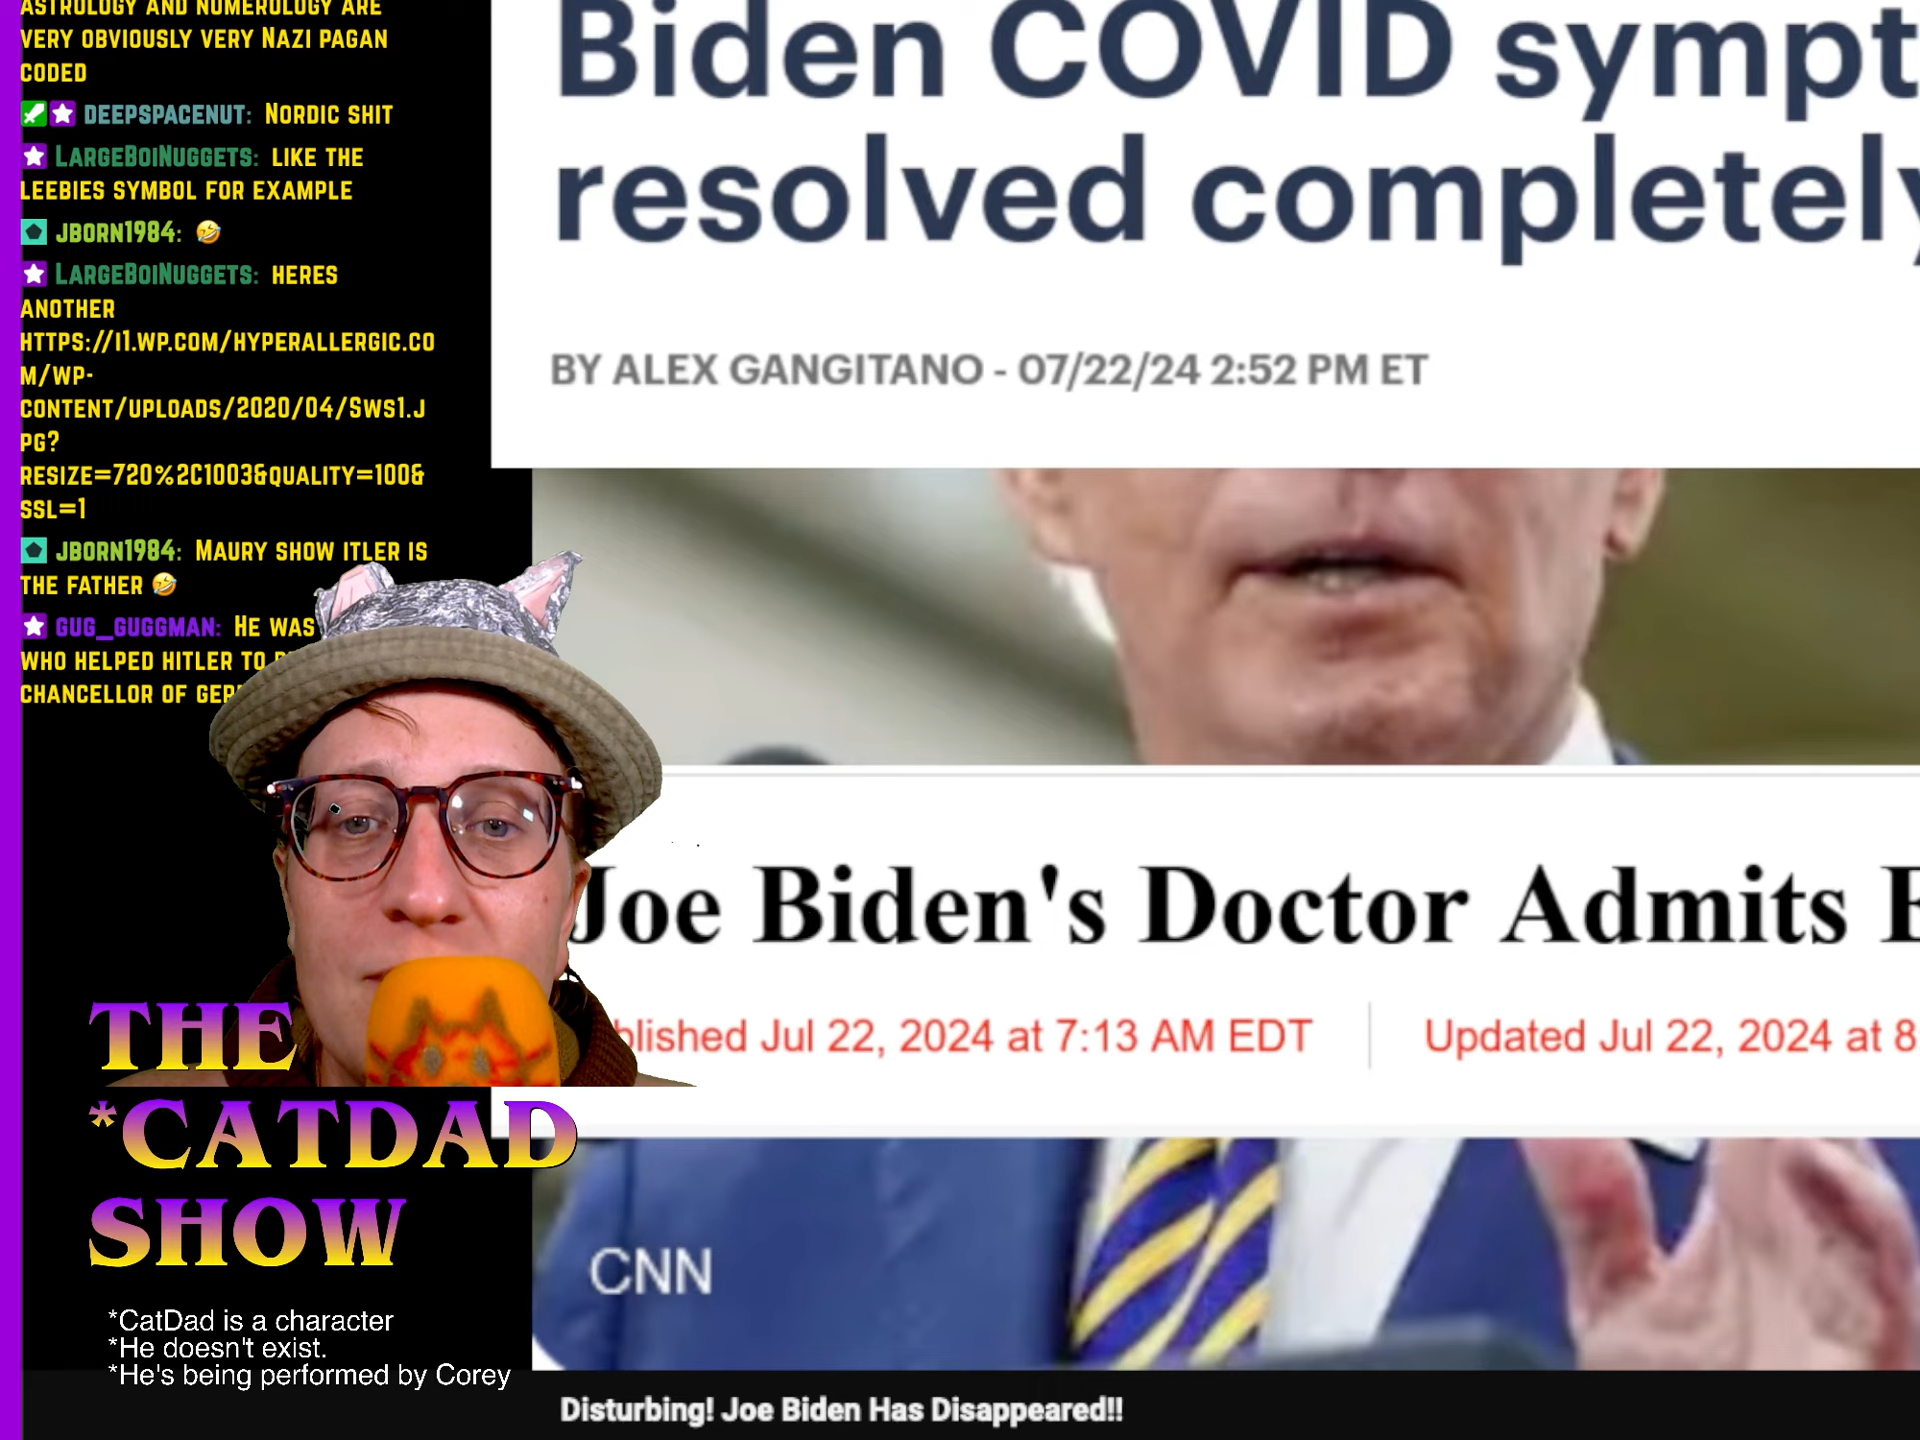 ASTROLOGY AND NUMEROLOGY ARE
VERY OBVIOUSLY VERY NAZI PAGAN
CODED
DEEPSPACENUT: NORDIC SHIT
LARGEBOINUGGETS: LIKE THE
LEEBIES SYMBOL FOR EXAMPLE
JBORN1984: 🤣
LARGEBOINUGGETS: HERES
ANOTHER
HTTPS://I1.WP.COM/HYPERALLERGIC.CO
M/WP-
CONTENT/UPLOADS/2020/04/SWS1.J
PG?
RESIZE=720%2C1003&QUALITY=100&
SSL=1
JBORN1984: MAURY SHOW ITLER IS
THE FATHER 🤣
GUG_GUGGMAN: HE WAS
WHO HELPED HITLER TO
CHANCELLOR OF
Biden COVID
resolved completely
BY ALEX GANGITANO - 07/22/24 2:52 PM ET
Joe Biden's Doctor Admits
Jul 22, 2024 at 7:13 AM EDT
Updated Jul 22, 2024 at 8
THE
*CATDAD
SHOW
CNN
*CatDad is a character
*He doesn't exist.
*He's being performed by Corey
Disturbing! Joe Biden Has Disappeared!!